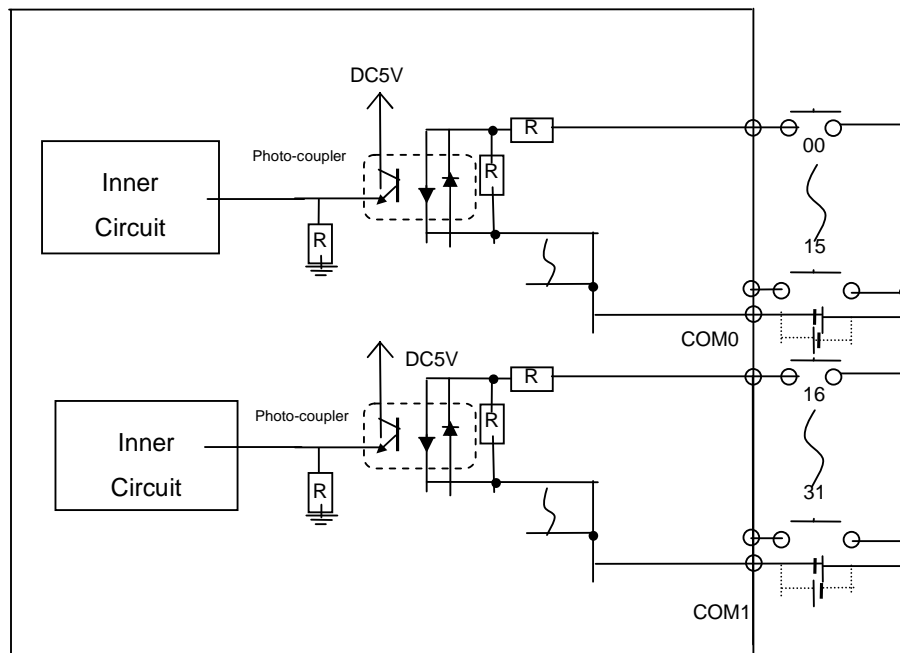 DC5V
R
00
Photo-coupler
R
Inner
Circuit
R
15
COM0
DC5V
R
16
Photo-coupler
R
Inner
Circuit
R
31
COM1